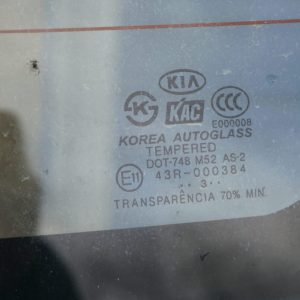 KIA
KAC
E000008
KOREA AUTOGLASS
TEMPERED
DOT-748 M52 AS-2
E11 43R-000384
.. 3..
TRANSPARÊNCIA 70% MIN.